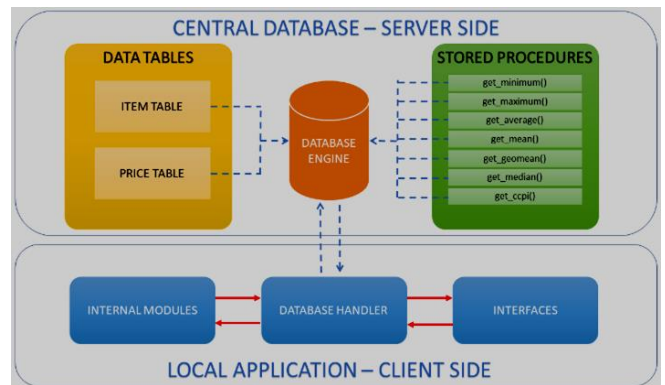 CENTRAL DATABASE – SERVER SIDE
DATA TABLES
ITEM TABLE
PRICE TABLE
DATABASE
ENGINE
STORED PROCEDURES
get_minimum()
get_maximum()
get_average()
get_mean()
get_geomean()
get_median()
get_ccpi()
INTERNAL MODULES
DATABASE HANDLER
INTERFACES
LOCAL APPLICATION – CLIENT SIDE